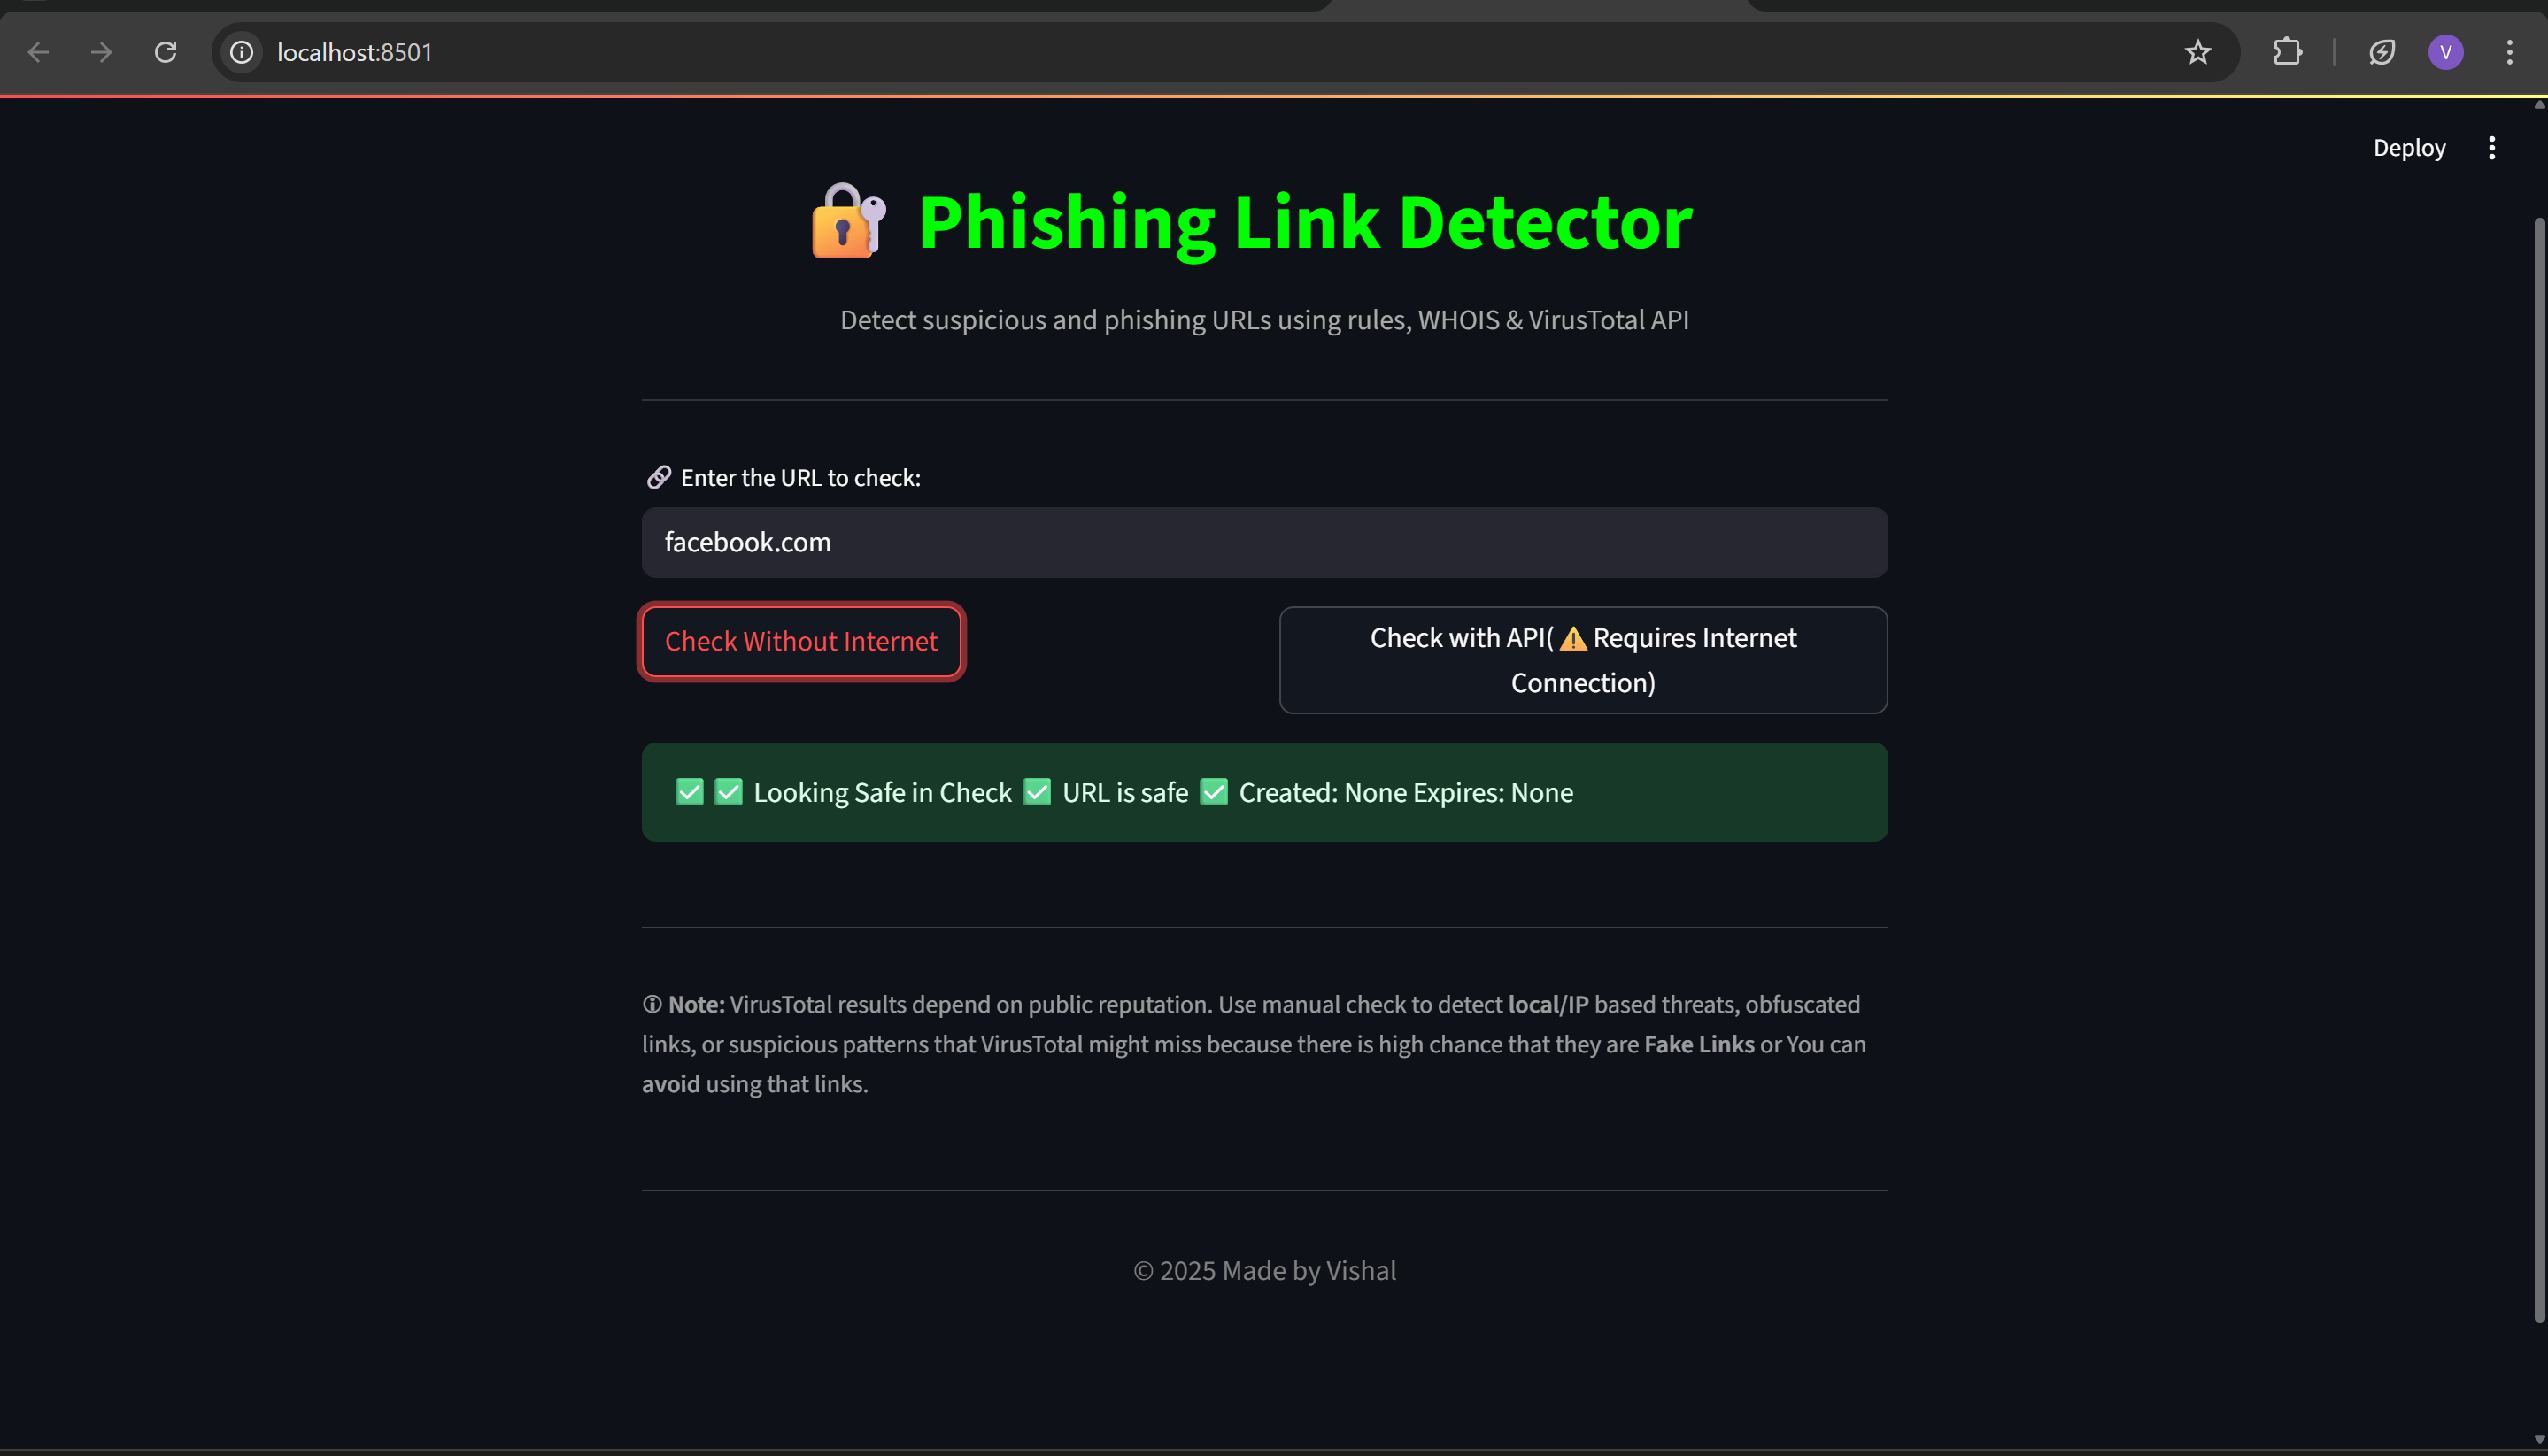 localhost:8501
V
Deploy
🔐 Phishing Link Detector
Detect suspicious and phishing URLs using rules, WHOIS & VirusTotal API
🔗 Enter the URL to check:
facebook.com
Check Without Internet
Check with API(⚠️ Requires Internet
Connection)
✅ ✅ Looking Safe in Check ✅ URL is safe ✅ Created: None Expires: None
🛈 Note: VirusTotal results depend on public reputation. Use manual check to detect local/IP based threats, obfuscated
links, or suspicious patterns that VirusTotal might miss because there is high chance that they are Fake Links or You can
avoid using that links.
© 2025 Made by Vishal